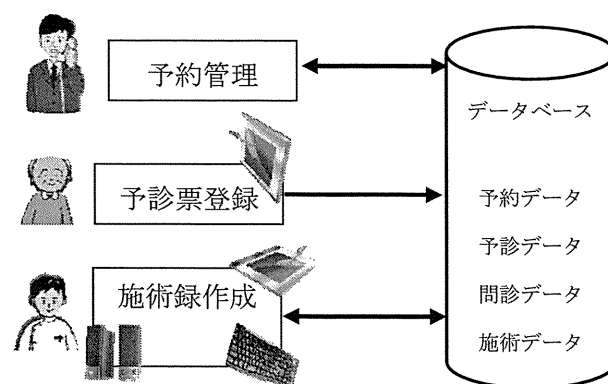 予約管理
データベース
予診票登録
予約データ
予診データ
施術録作成
問診データ
施術データ